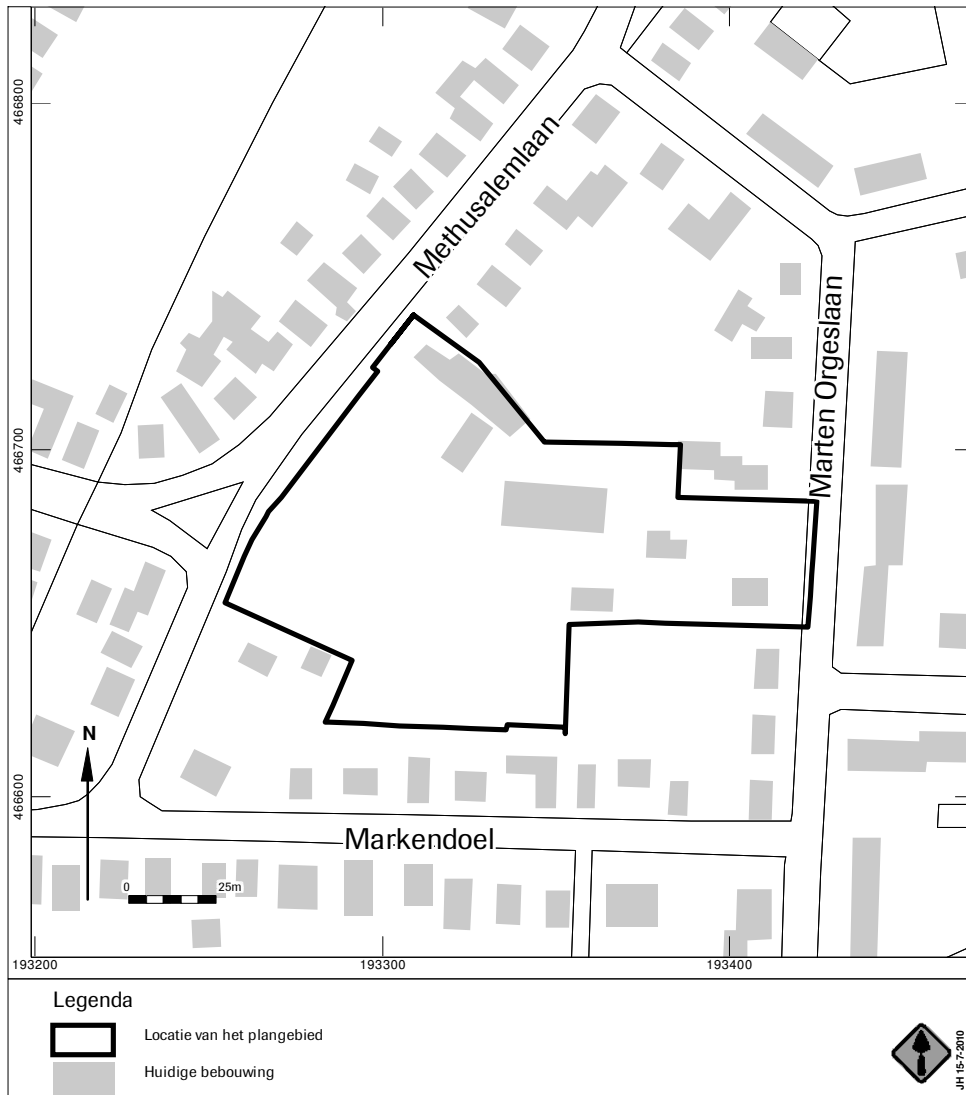 466800
Methusalemlaan
Marten Orgeslaan
466700
N
466600
Markendoel
0 25m
193200 193300 193400
Legenda
Locatie van het plangebied
Huidige bebouwing
JH 15-7-2010